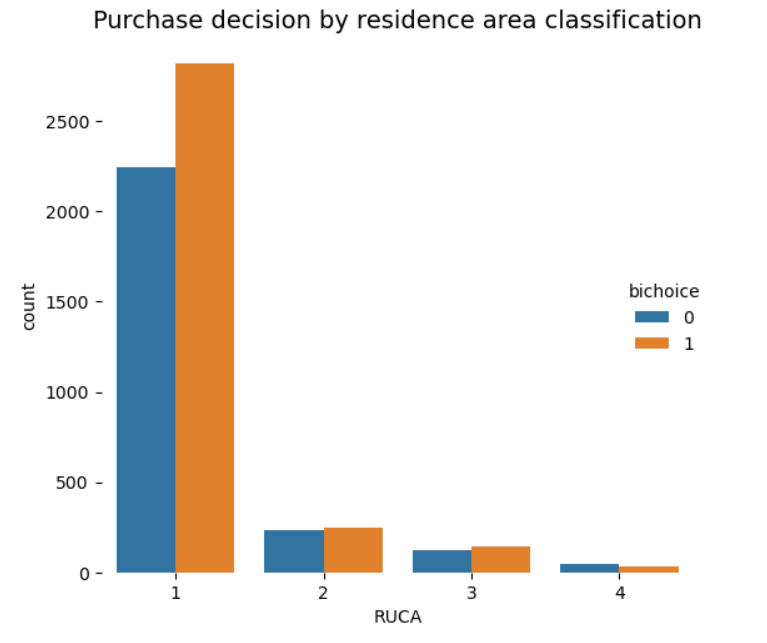 Purchase decision by residence area classification
2500
2000
1500
1000
500
0
count
bichoice
0
1
1 2 3 4
RUCA